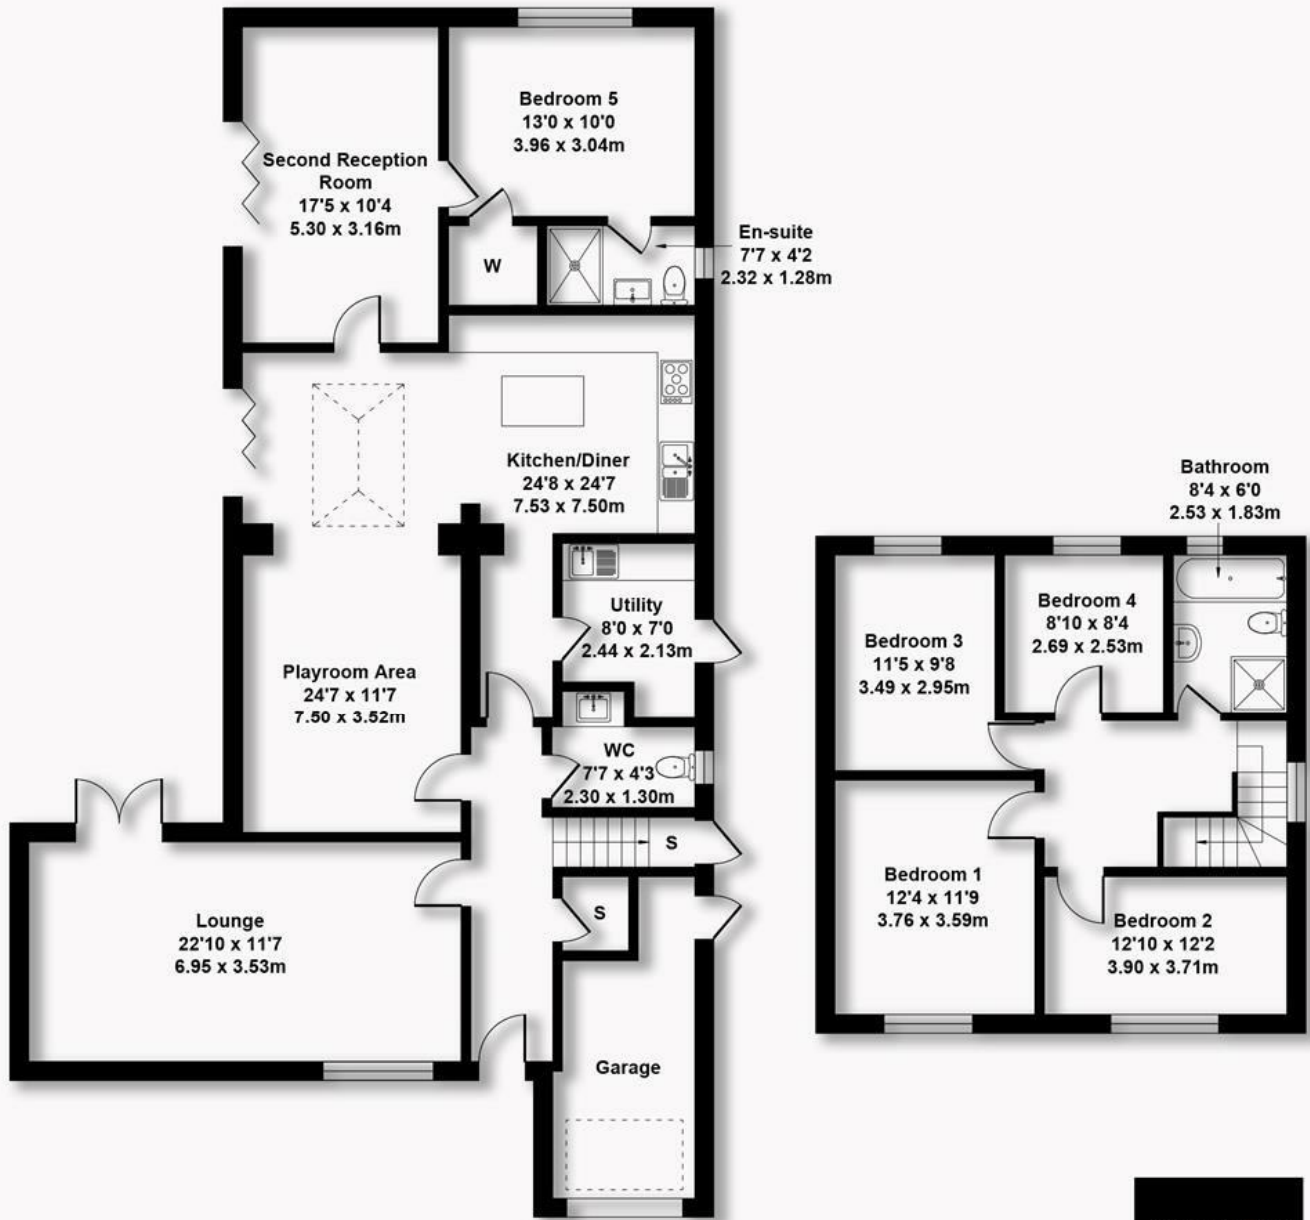 Bedroom 5
13'0 x 10'0
3.96 x 3.04m
Second Reception
Room
17'5 x 10'4
5.30 x 3.16m
En-suite
7'7 x 4'2
2.32 x 1.28m
W
Kitchen/Diner
24'8 x 24'7
7.53 x 7.50m
Utility
8'0 x 7'0
2.44 x 2.13m
Playroom Area
24'7 x 11'7
7.50 x 3.52m
WC
7'7 x 4'3
2.30 x 1.30m
S
S
Lounge
22'10 x 11'7
6.95 x 3.53m
Garage
Bathroom
8'4 x 6'0
2.53 x 1.83m
Bedroom 4
8'10 x 8'4
2.69 x 2.53m
Bedroom 3
11'5 x 9'8
3.49 x 2.95m
Bedroom 1
12'4 x 11'9
3.76 x 3.59m
Bedroom 2
12'10 x 12'2
3.90 x 3.71m